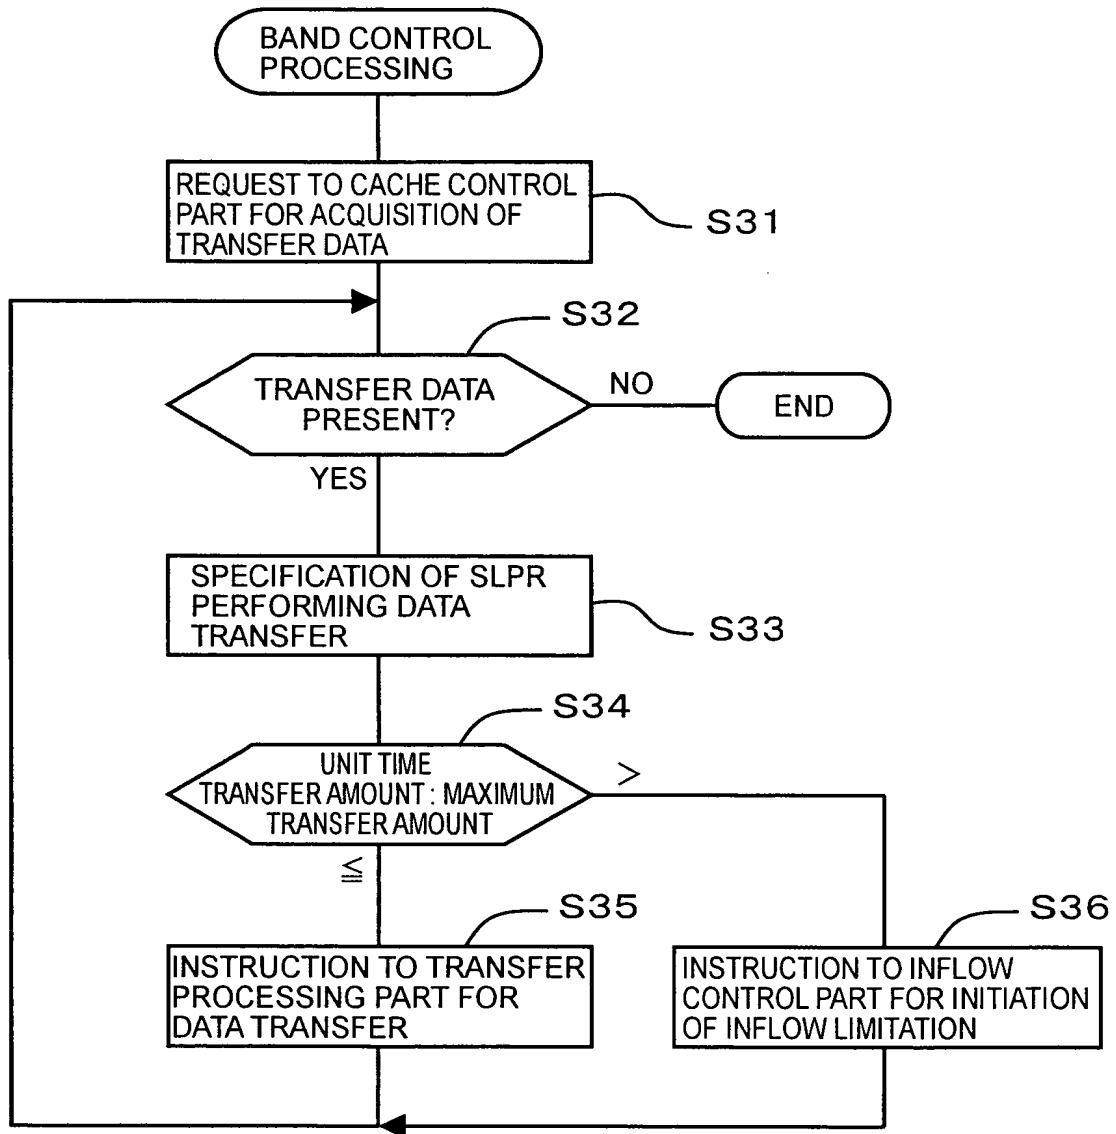 BAND CONTROL
PROCESSING
REQUEST TO CACHE CONTROL
PART FOR ACQUISITION OF
TRANSFER DATA
S31
S32
TRANSFER DATA
PRESENT?
NO
END
YES
SPECIFICATION OF SLPR
PERFORMING DATA
TRANSFER
S33
S34
UNIT TIME
TRANSFER AMOUNT : MAXIMUM
TRANSFER AMOUNT
>
≦
S35
INSTRUCTION TO TRANSFER
PROCESSING PART FOR
DATA TRANSFER
S36
INSTRUCTION TO INFLOW
CONTROL PART FOR INITIATION
OF INFLOW LIMITATION